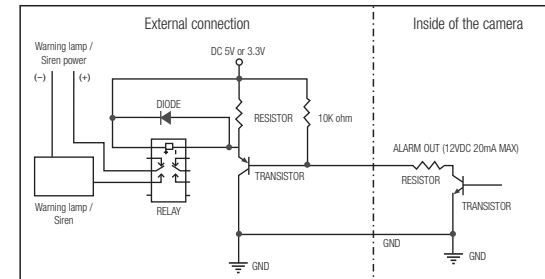 External connection
Inside of the camera
Warning lamp /
Siren power
(−)
(+)
DC 5V or 3.3V
DIODE
RESISTOR
10K ohm
ALARM OUT (12VDC 20mA MAX)
TRANSISTOR
RESISTOR
TRANSISTOR
Warning lamp /
Siren
RELAY
GND
GND
GND